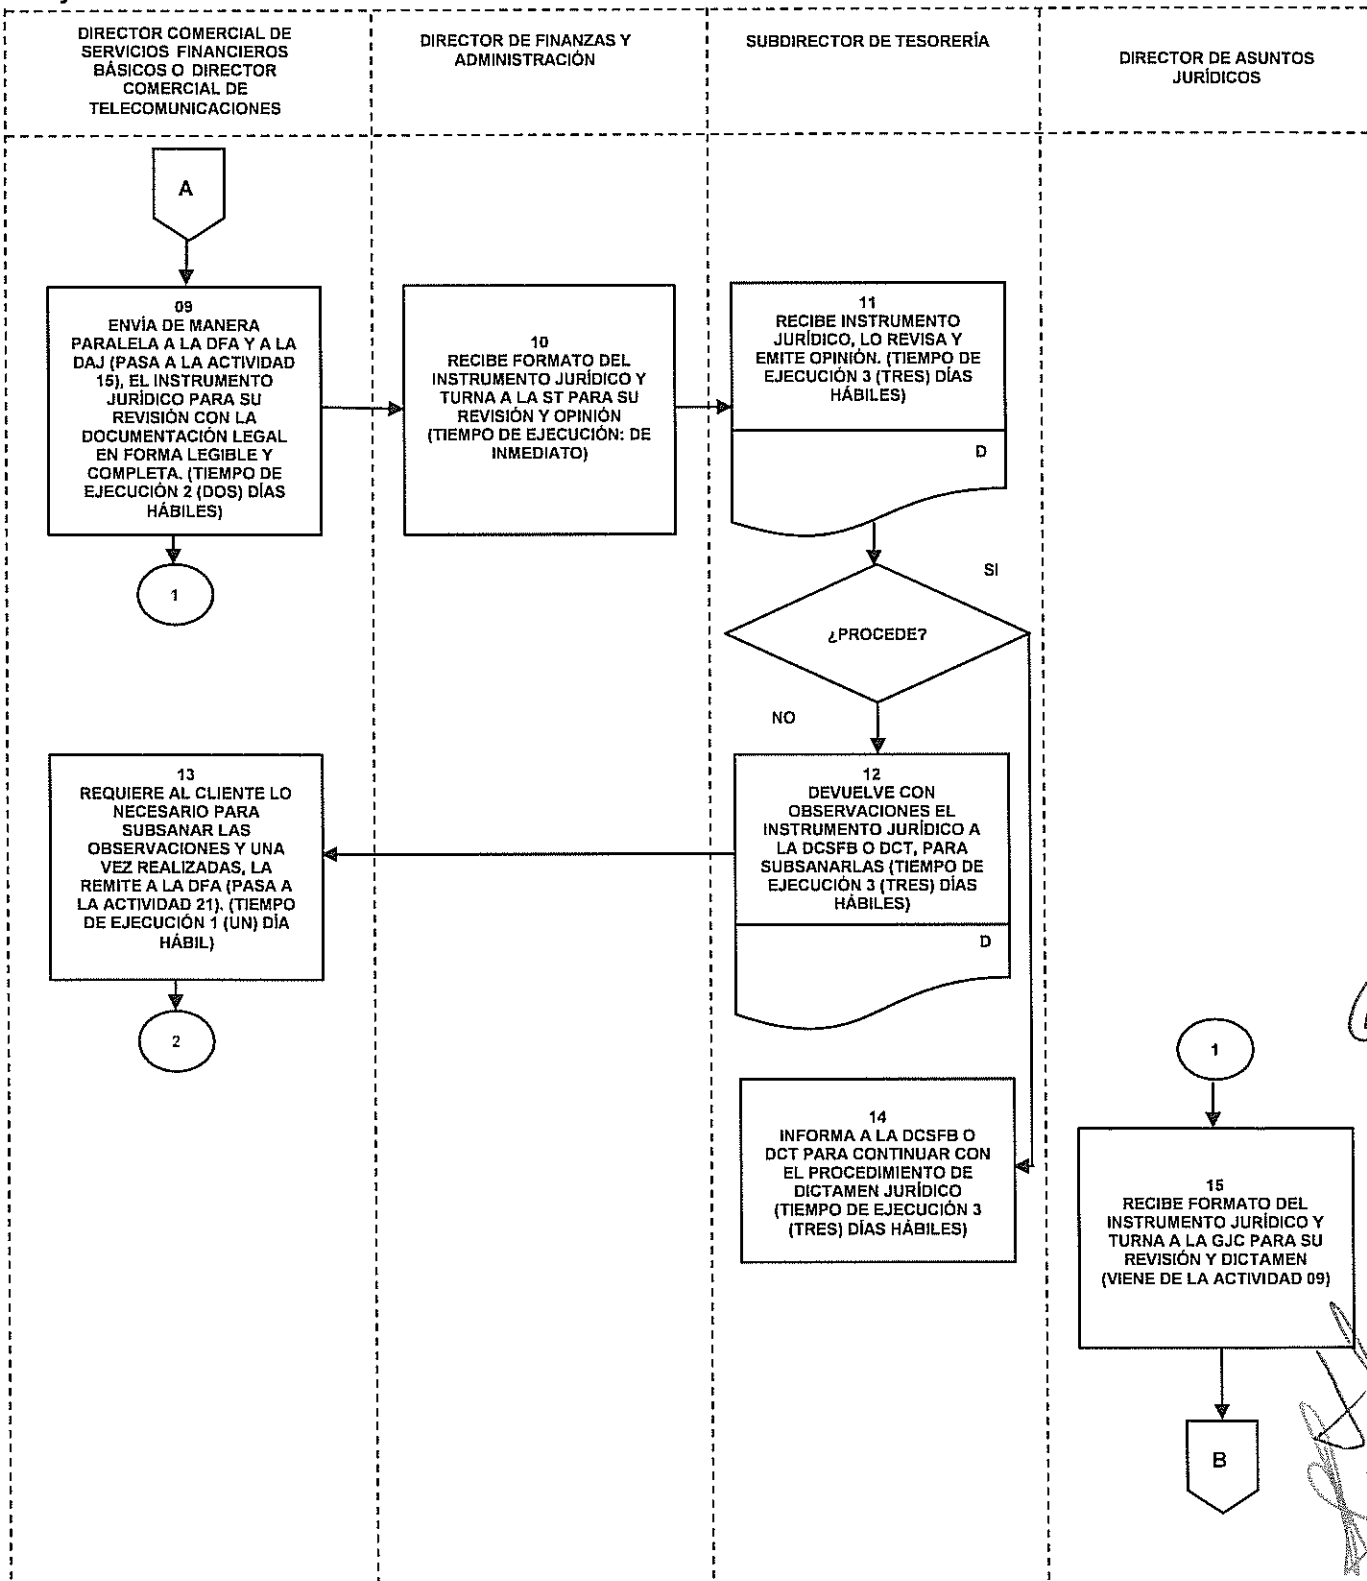 DIRECTOR COMERCIAL DE
SERVICIOS FINANCIEROS
BÁSICOS O DIRECTOR
COMERCIAL DE
TELECOMUNICACIONES
DIRECTOR DE FINANZAS Y
ADMINISTRACIÓN
SUBDIRECTOR DE TESORERÍA
DIRECTOR DE ASUNTOS
JURÍDICOS
A
09
ENVÍA DE MANERA
PARALELA A LA DFA Y A LA
DAJ (PASA A LA ACTIVIDAD
15), EL INSTRUMENTO
JURÍDICO PARA SU
REVISIÓN CON LA
DOCUMENTACIÓN LEGAL
EN FORMA LEGIBLE Y
COMPLETA. (TIEMPO DE
EJECUCIÓN 2 (DOS) DÍAS
HÁBILES)
10
RECIBE FORMATO DEL
INSTRUMENTO JURÍDICO Y
TURNA A LA ST PARA SU
REVISIÓN Y OPINIÓN
(TIEMPO DE EJECUCIÓN: DE
INMEDIATO)
11
RECIBE INSTRUMENTO
JURÍDICO, LO REVISA Y
EMITE OPINIÓN. (TIEMPO DE
EJECUCIÓN 3 (TRES) DÍAS
HÁBILES)
D
1
SI
¿PROCEDE?
NO
13
REQUIERE AL CLIENTE LO
NECESARIO PARA
SUBSANAR LAS
OBSERVACIONES Y UNA
VEZ REALIZADAS, LA
REMITE A LA DFA (PASA A
LA ACTIVIDAD 21). (TIEMPO
DE EJECUCIÓN 1 (UN) DÍA
HÁBIL)
12
DEVUELVE CON
OBSERVACIONES EL
INSTRUMENTO JURÍDICO A
LA DCSFB O DCT, PARA
SUBSANARLAS (TIEMPO DE
EJECUCIÓN 3 (TRES) DÍAS
HÁBILES)
D
2
1
14
INFORMA A LA DCSFB O
DCT PARA CONTINUAR CON
EL PROCEDIMIENTO DE
DICTAMEN JURÍDICO
(TIEMPO DE EJECUCIÓN 3
(TRES) DÍAS HÁBILES)
15
RECIBE FORMATO DEL
INSTRUMENTO JURÍDICO Y
TURNA A LA GJC PARA SU
REVISIÓN Y DICTAMEN
(VIENE DE LA ACTIVIDAD 09)
B